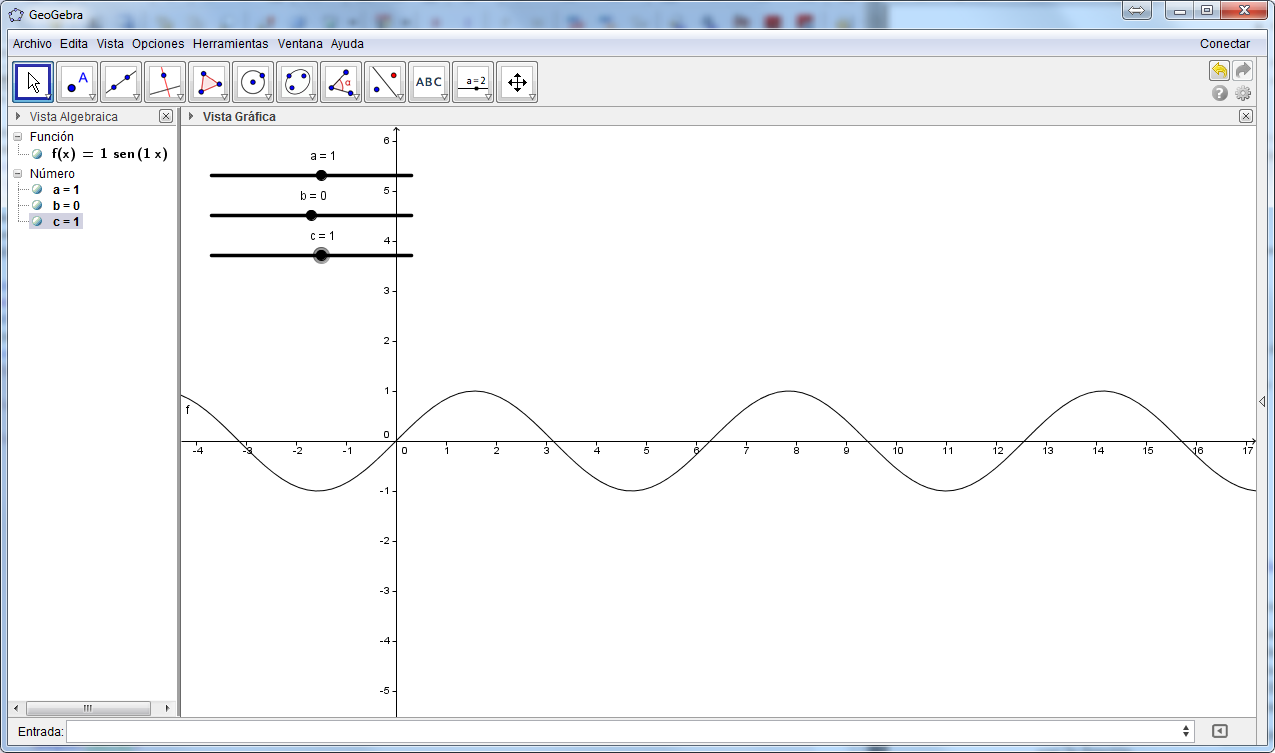 GeoGebra
Archivo Edita Vista Opciones Herramientas Ventana Ayuda Conectar
A α ABC a = 2
Vista Algebraica Vista Gráfica
Función
f(x) = 1 sen(1 x)
Número
a = 1
b = 0
c = 1
a = 1
b = 0
c = 1
6
5
4
3
2
1
0
f
-4 -3 -2 -1 0 1 2 3 4 5 6 7 8 9 10 11 12 13 14 15 16 17
-1
-2
-3
-4
-5
Entrada: